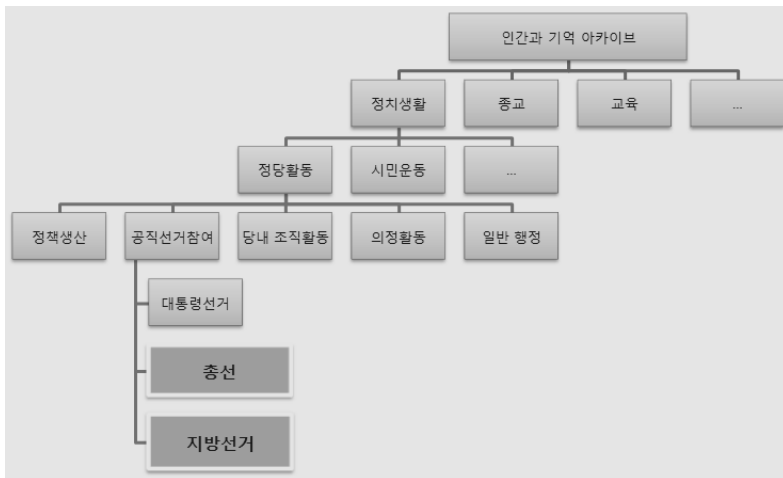 인간과 기억 아카이브
정치생활
종교
교육
...
정당활동
시민운동
...
정책생산
공직선거참여
당내 조직활동
의정활동
일반 행정
대통령선거
총선
지방선거